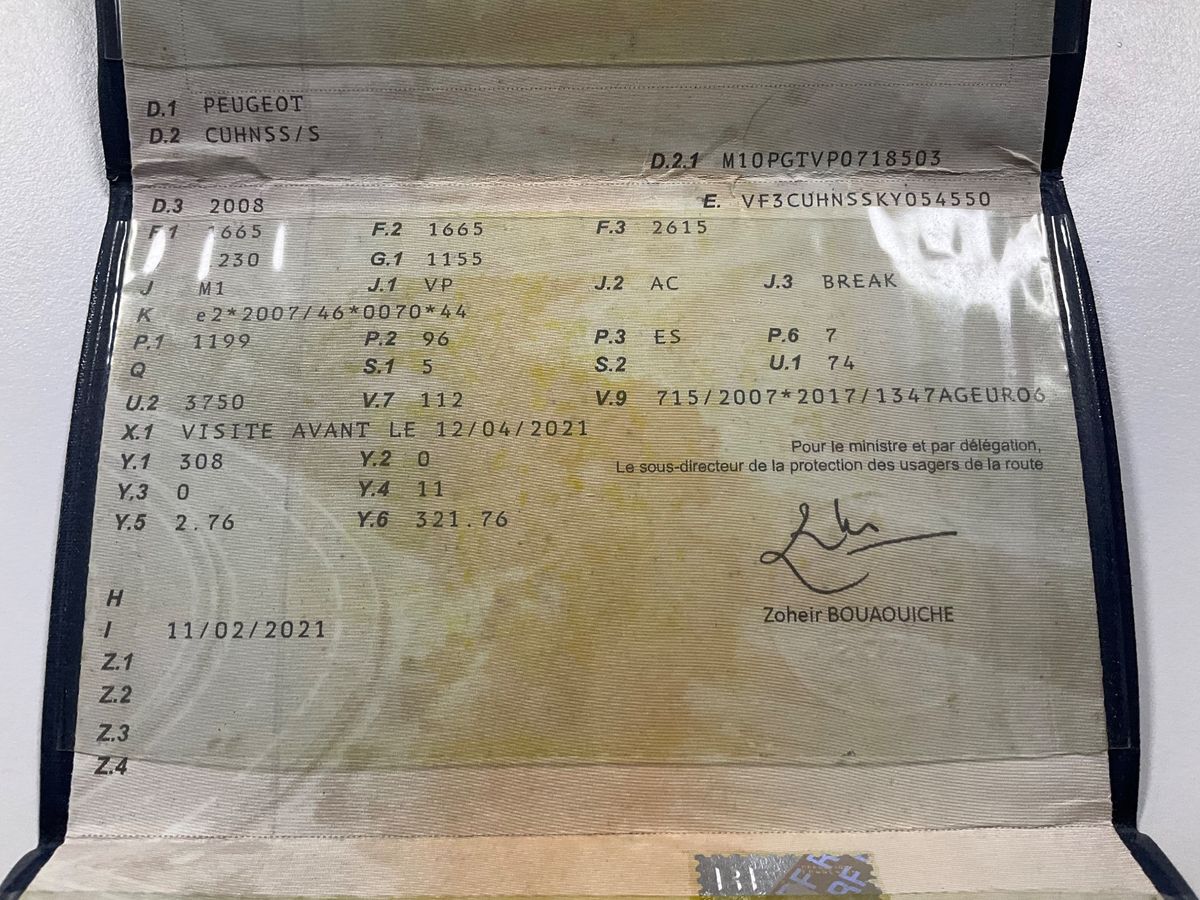 D.1 PEUGEOT
D.2 CUHNSS/S
D.2.1 M10PGTVP0718503
D.3 2008 E. VF3CUHNSSKY054550
F.1 1665 F.2 1665 F.3 2615
230 G.1 1155
J M1 J.1 VP J.2 AC J.3 BREAK
K e2*2007/46*0070*44
P.1 1199 P.2 96 P.3 ES P.6 7
Q S.1 5 S.2 U.1 74
U.2 3750 V.7 112 V.9 715/2007*2017/1347AGEURO6
X.1 VISITE AVANT LE 12/04/2021
Y.1 308 Y.2 0
Y.3 0 Y.4 11
Y.5 2.76 Y.6 321.76
Pour le ministre et par délégation,
Le sous-directeur de la protection des usagers de la route
Zoheir BOUAOUICHE
H
I 11/02/2021
Z.1
Z.2
Z.3
Z.4
RF